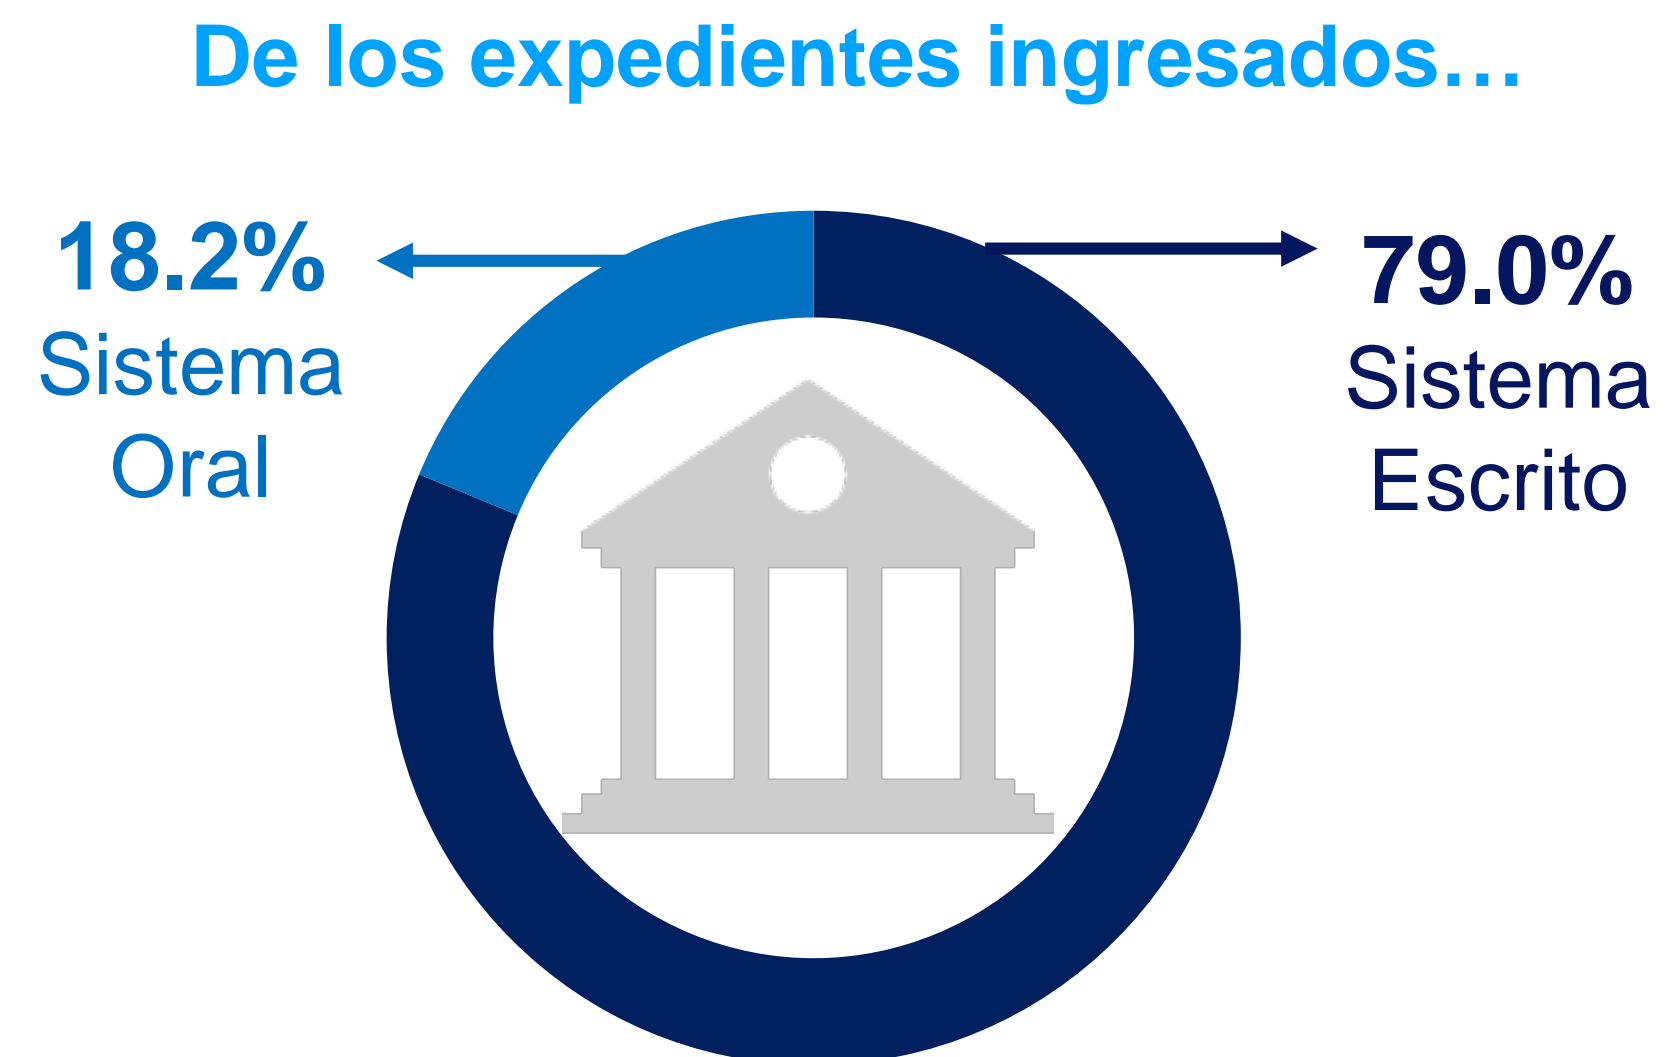 De los expedientes ingresados…
18.2%
Sistema
Oral
79.0%
Sistema
Escrito